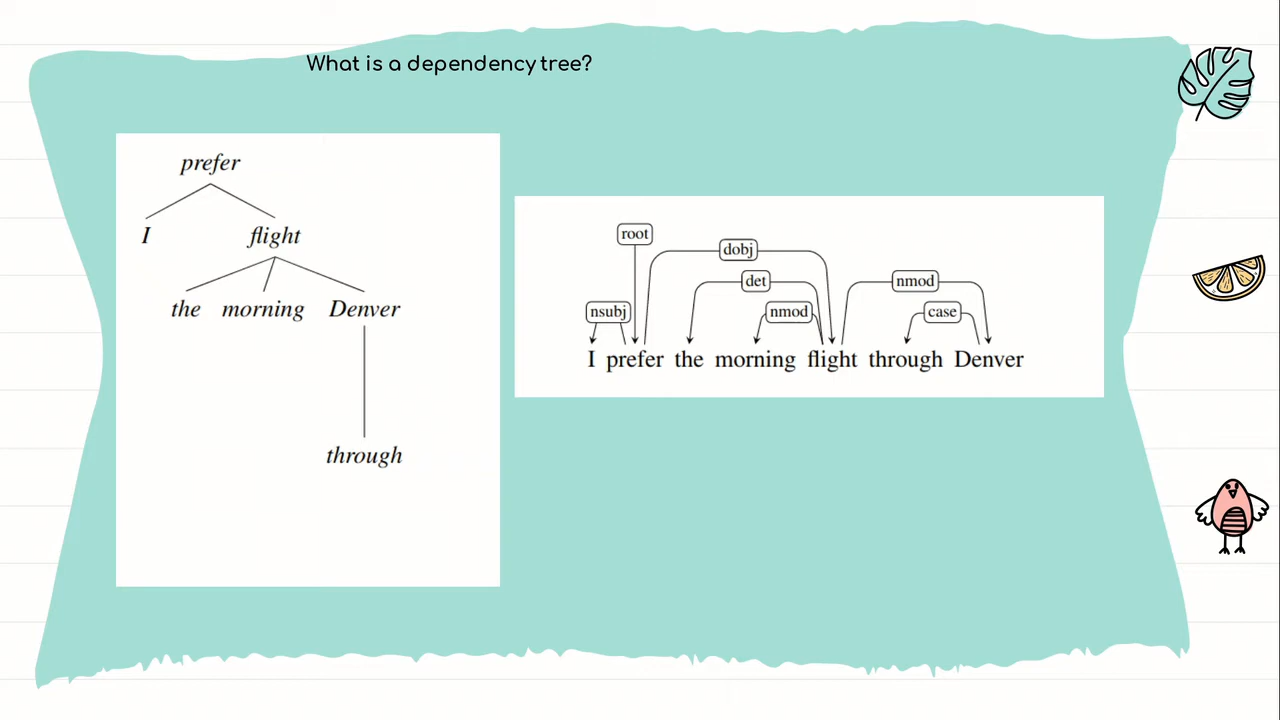 What is a dependency tree?
prefer
I flight
the morning Denver
through
root
dobj
det nmod
nsubj nmod case
I prefer the morning flight through Denver